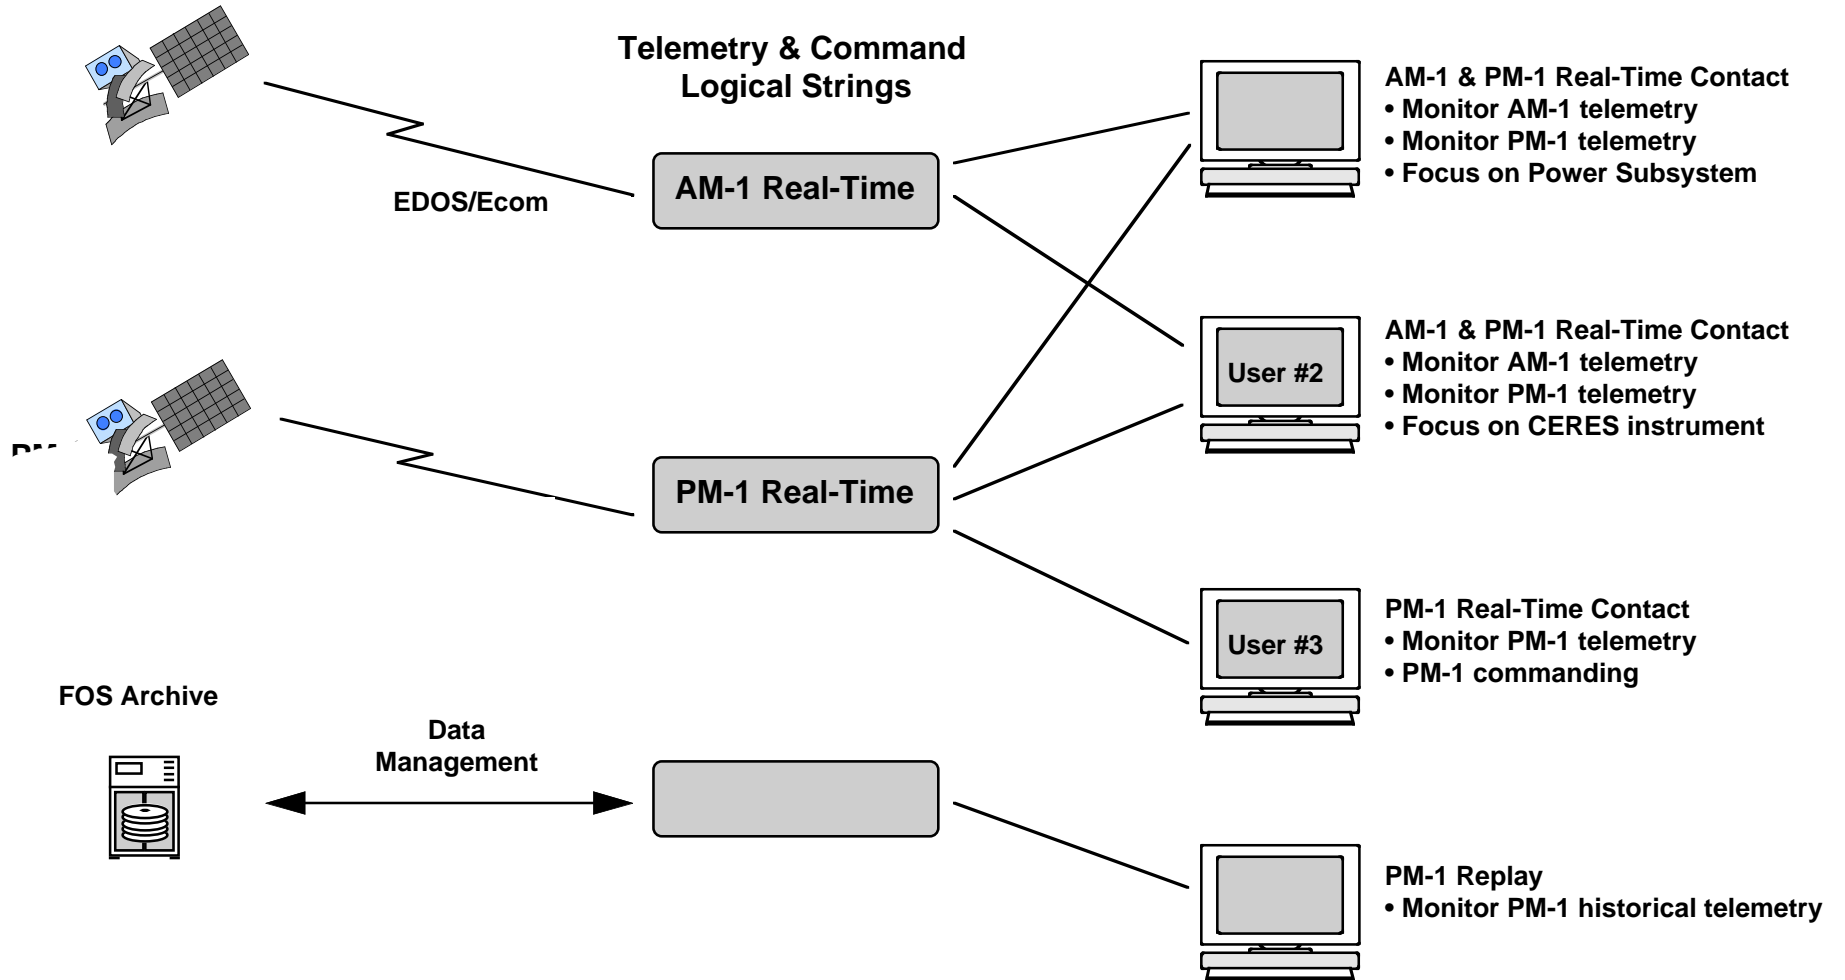 Telemetry & Command
Logical Strings
AM-1 & PM-1 Real-Time Contact
• Monitor AM-1 telemetry
• Monitor PM-1 telemetry
• Focus on Power Subsystem
AM-1 Real-Time
EDOS/Ecom
AM-1 & PM-1 Real-Time Contact
• Monitor AM-1 telemetry
• Monitor PM-1 telemetry
• Focus on CERES instrument
User #2
PM-1 Real-Time
PM-1 Real-Time Contact
• Monitor PM-1 telemetry
• PM-1 commanding
User #3
FOS Archive
Data
Management
PM-1 Replay
• Monitor PM-1 historical telemetry